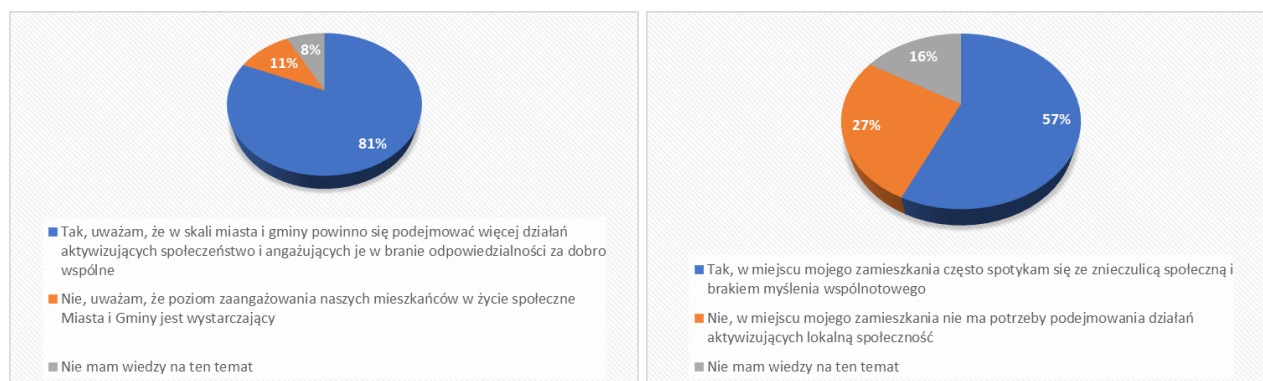 8%
11%
81%
Tak, uważam, że w skali miasta i gminy powinno się podejmować więcej działań
aktywizujących społeczeństwo i angażujących je w branie odpowiedzialności za dobro
wspólne
Nie, uważam, że poziom zaangażowania naszych mieszkańców w życie społeczne
Miasta i Gminy jest wystarczający
Nie mam wiedzy na ten temat
16%
27%
57%
Tak, w miejscu mojego zamieszkania często spotykam się ze znieczulicą społeczną i
brakiem myślenia wspólnotowego
Nie, w miejscu mojego zamieszkania nie ma potrzeby podejmowania działań
aktywizujących lokalną społeczność
Nie mam wiedzy na ten temat